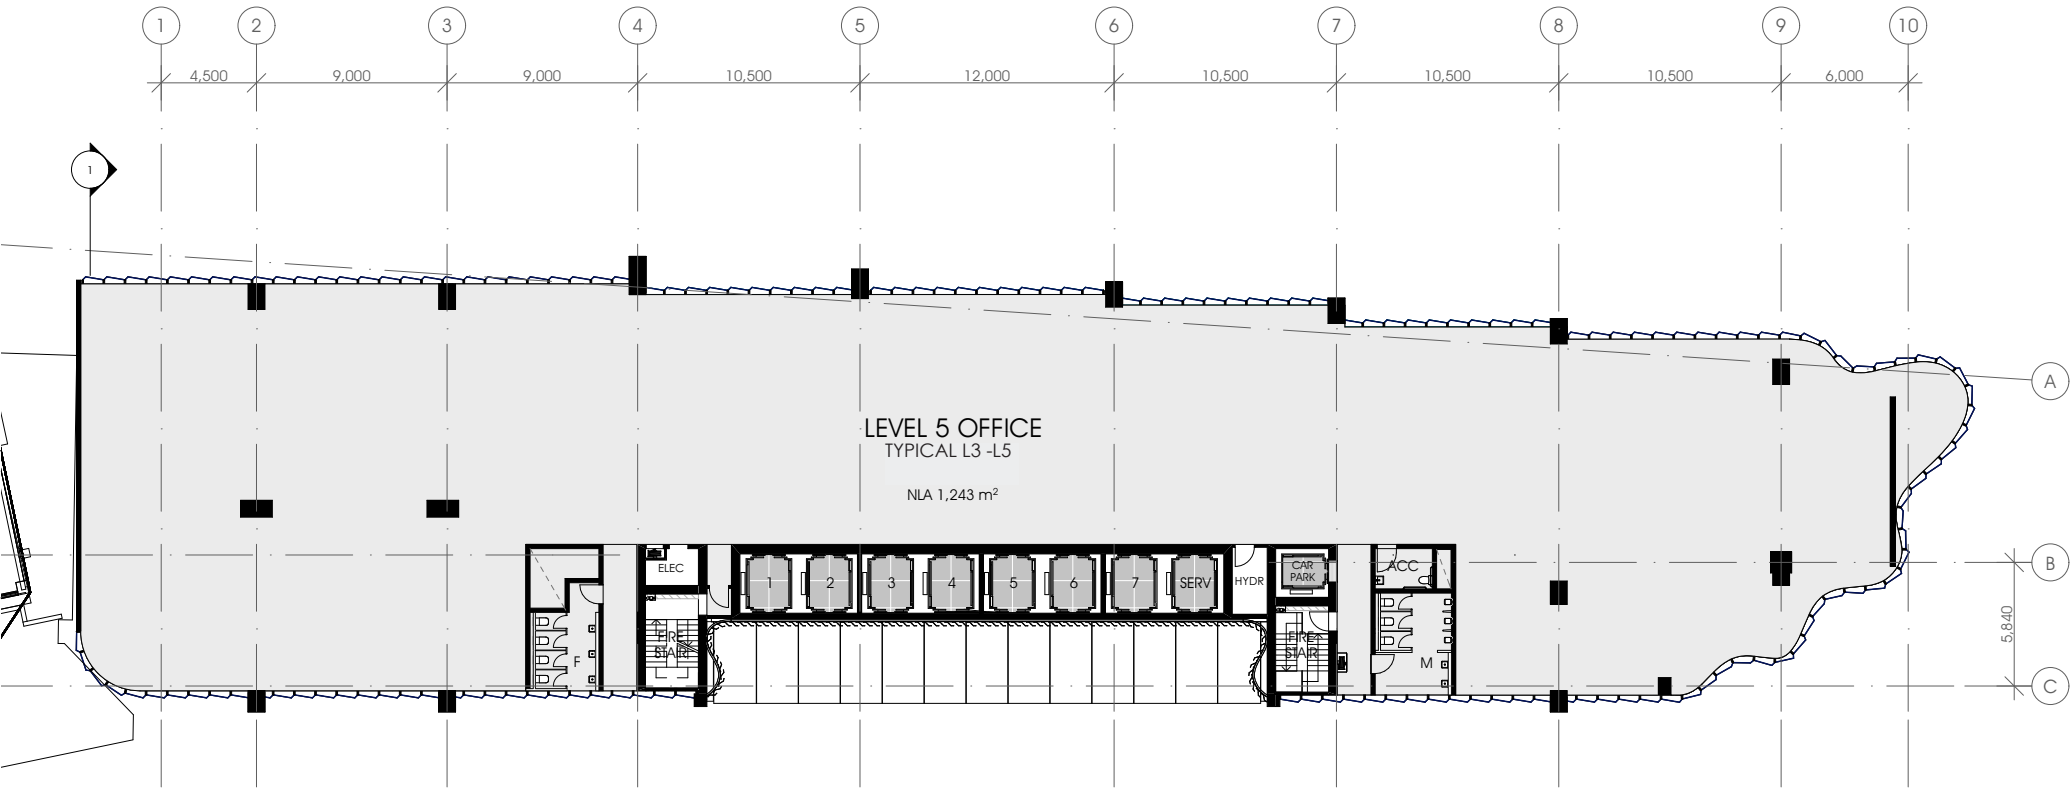 1 2 3 4 5 6 7 8 9 10
4,500 9,000 9,000 10,500 12,000 10,500 10,500 10,500 6,000
1
A
LEVEL 5 OFFICE
TYPICAL L3 -L5
NLA 1,243 m²
ELEC
1 2 3 4 5 6 7 SERV
HYDR
CAR
PARK
ACC
B
5,840
FIRE
STAIR
F
FIRE
STAIR
M
C